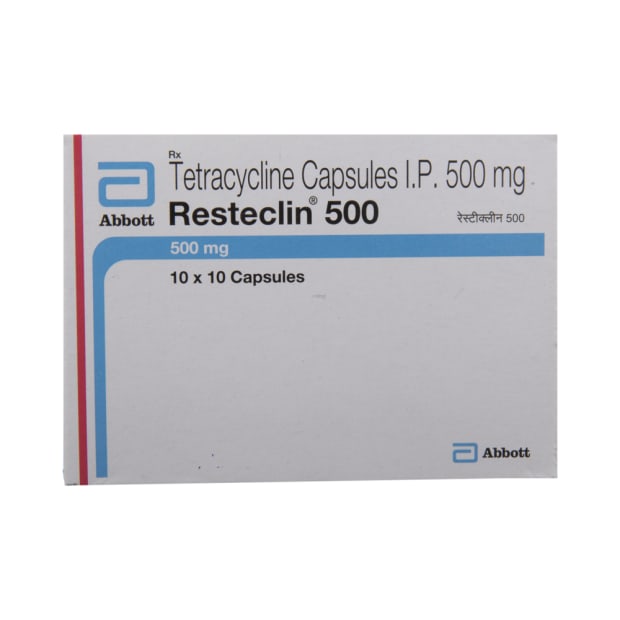 Rx
Tetracycline Capsules I.P. 500 mg
Abbott
Resteclin® 500
रेस्टीक्लीन 500
500 mg
10 x 10 Capsules
Abbott